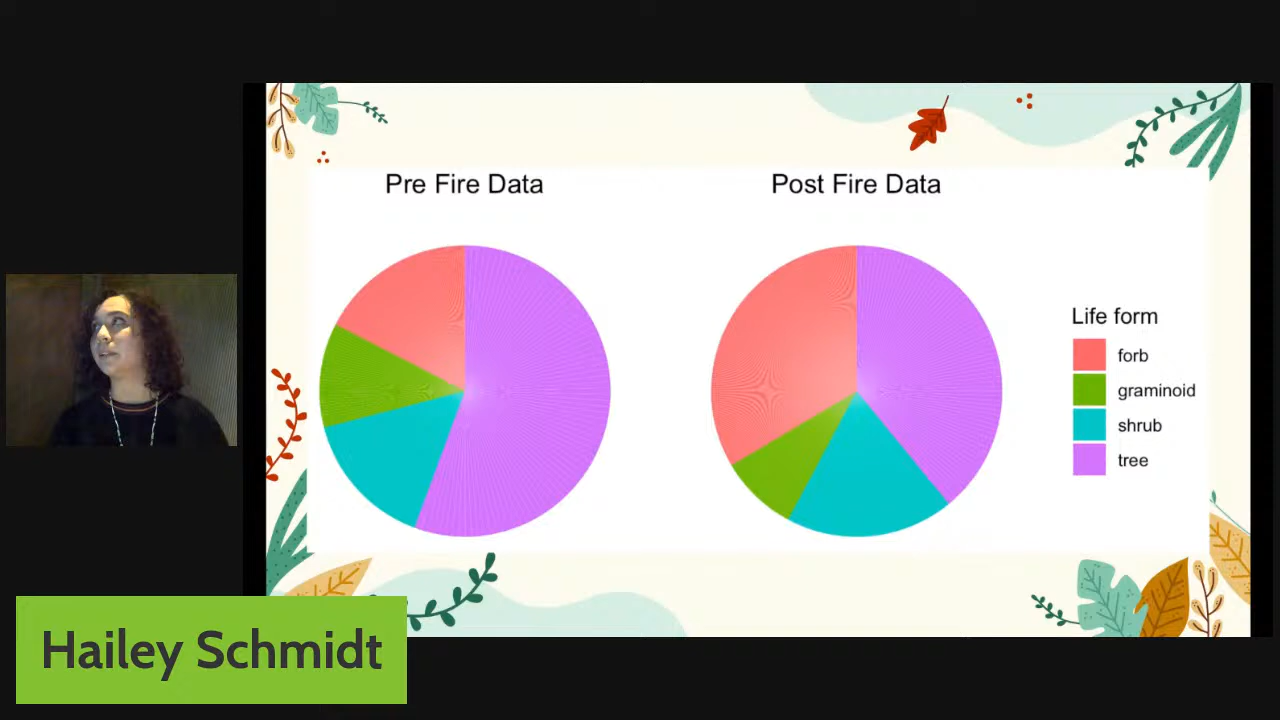 Pre Fire Data
Post Fire Data
Life form
forb
graminoid
shrub
tree
Hailey Schmidt